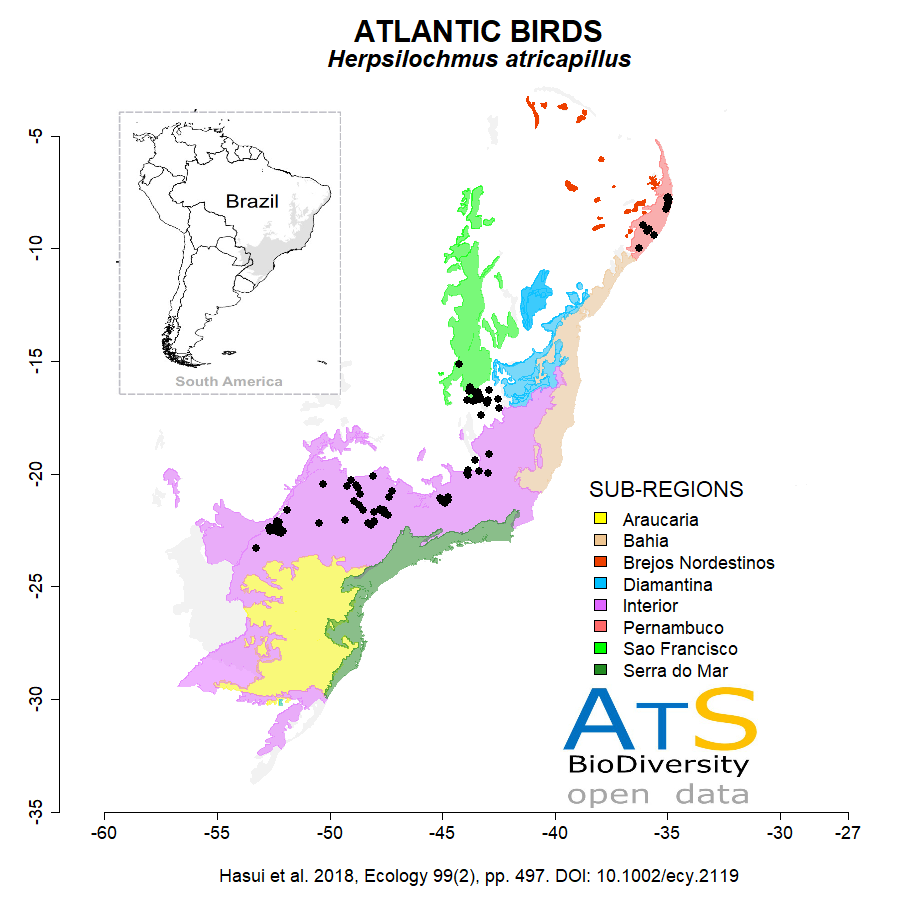 ATLANTIC BIRDS
Herpsilochmus atricapillus
Brazil
South America
-5
-10
-15
-20
-25
-30
-35
SUB-REGIONS
Araucaria
Bahia
Brejos Nordestinos
Diamantina
Interior
Pernambuco
Sao Francisco
Serra do Mar
ATS
BioDiversity
open data
-60 -55 -50 -45 -40 -35 -30 -27
Hasui et al. 2018, Ecology 99(2), pp. 497. DOI: 10.1002/ecy.2119